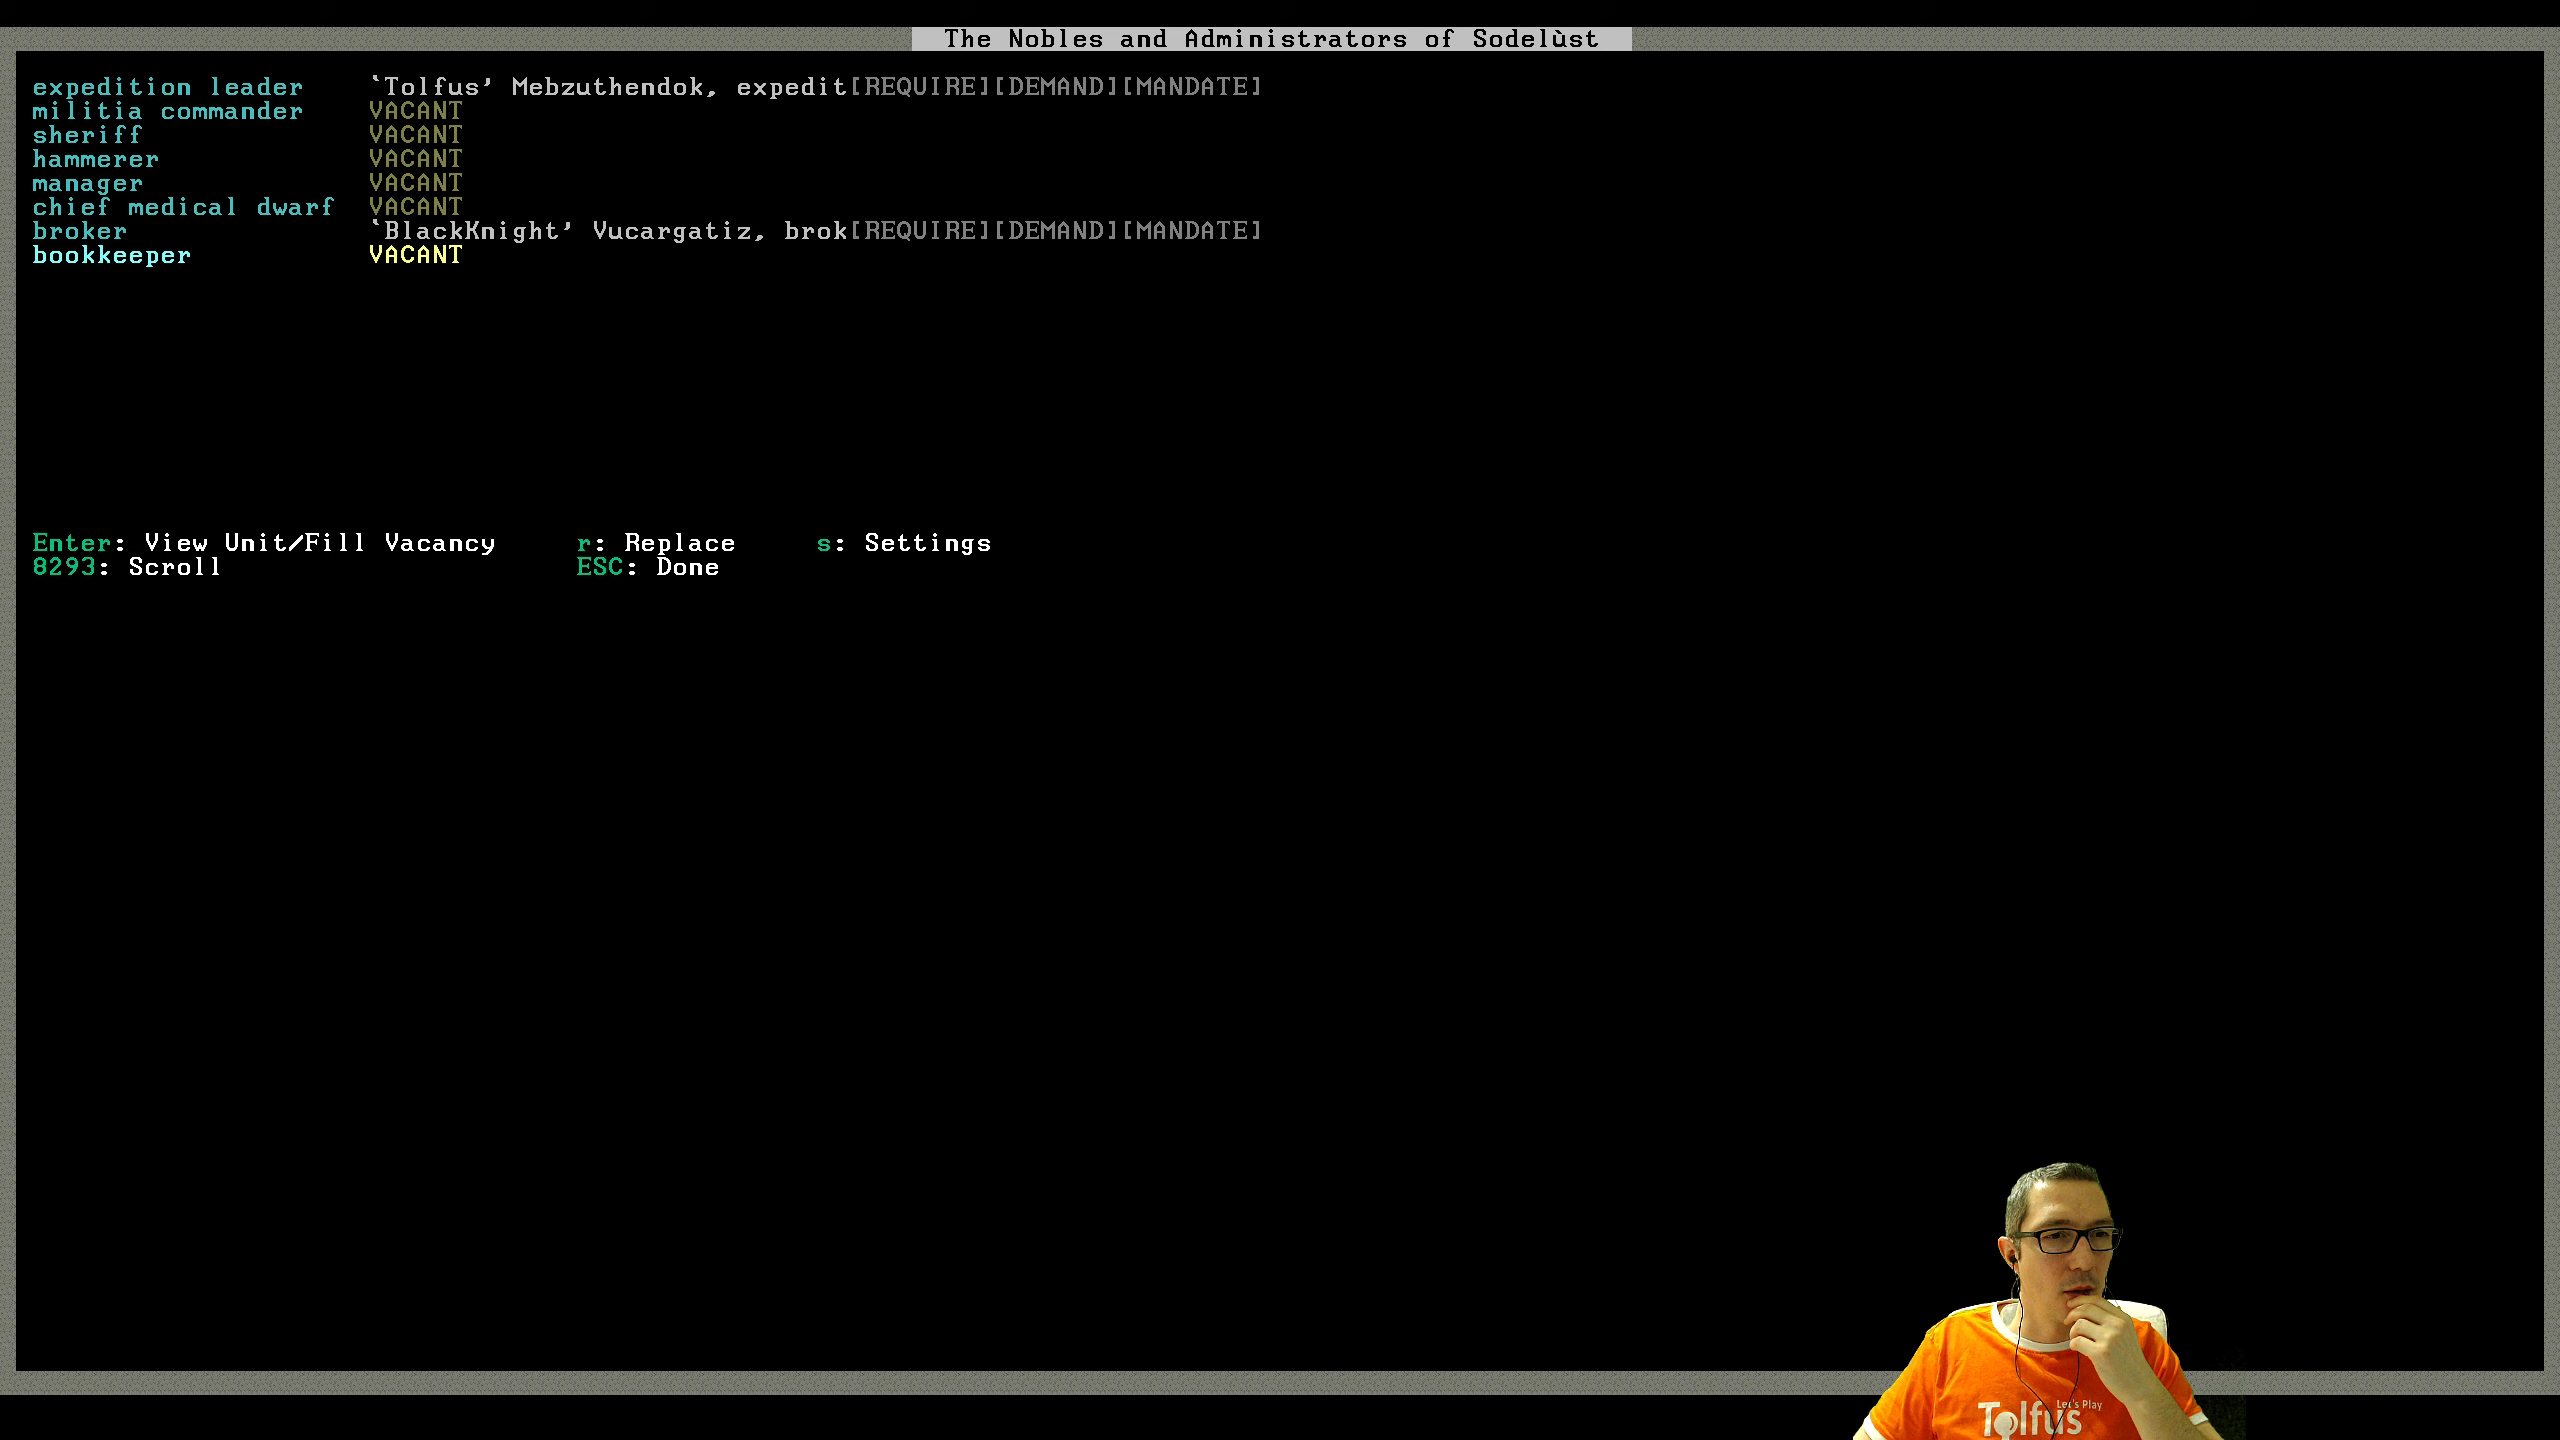 The Nobles and Administrators of Sodelùst
expedition leader `Tolfus’ Mebzuthendok, expedit[REQUIRE][DEMAND][MANDATE]
militia commander VACANT
sheriff VACANT
hammerer VACANT
manager VACANT
chief medical dwarf VACANT
broker `BlackKnight’ Vucargatiz, brok[REQUIRE][DEMAND][MANDATE]
bookkeeper VACANT
Enter: View Unit/Fill Vacancy r: Replace s: Settings
8293: Scroll ESC: Done
Let's Play
Tolfus